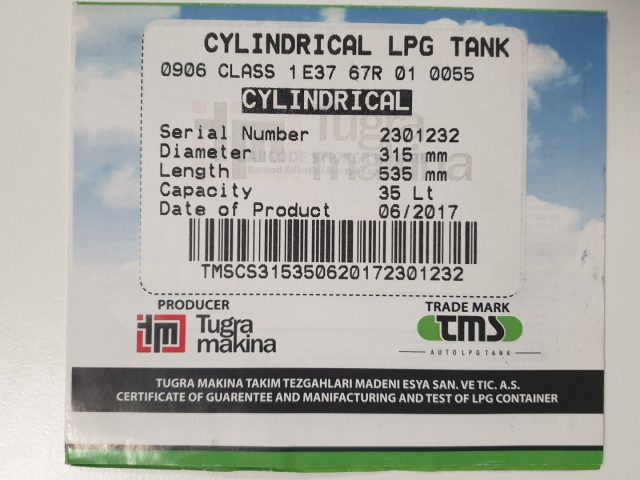 CYLINDRICAL LPG TANK
0906 CLASS 1E37 67R 01 0055
CYLINDRICAL
Serial Number 2301232
Diameter 315 mm
Length 535 mm
Capacity 35 Lt
Date of Product 06/2017
TMSCS315350620172301232
PRODUCER
Tugra
makina
TRADE MARK
TMS
AUTO LPG TANK
TUGRA MAKINA TAKIM TEZGAHLARI MADENI ESYA SAN. VE TIC. A.S.
CERTIFICATE OF GUARENTEE AND MANIFACTURING AND TEST OF LPG CONTAINER